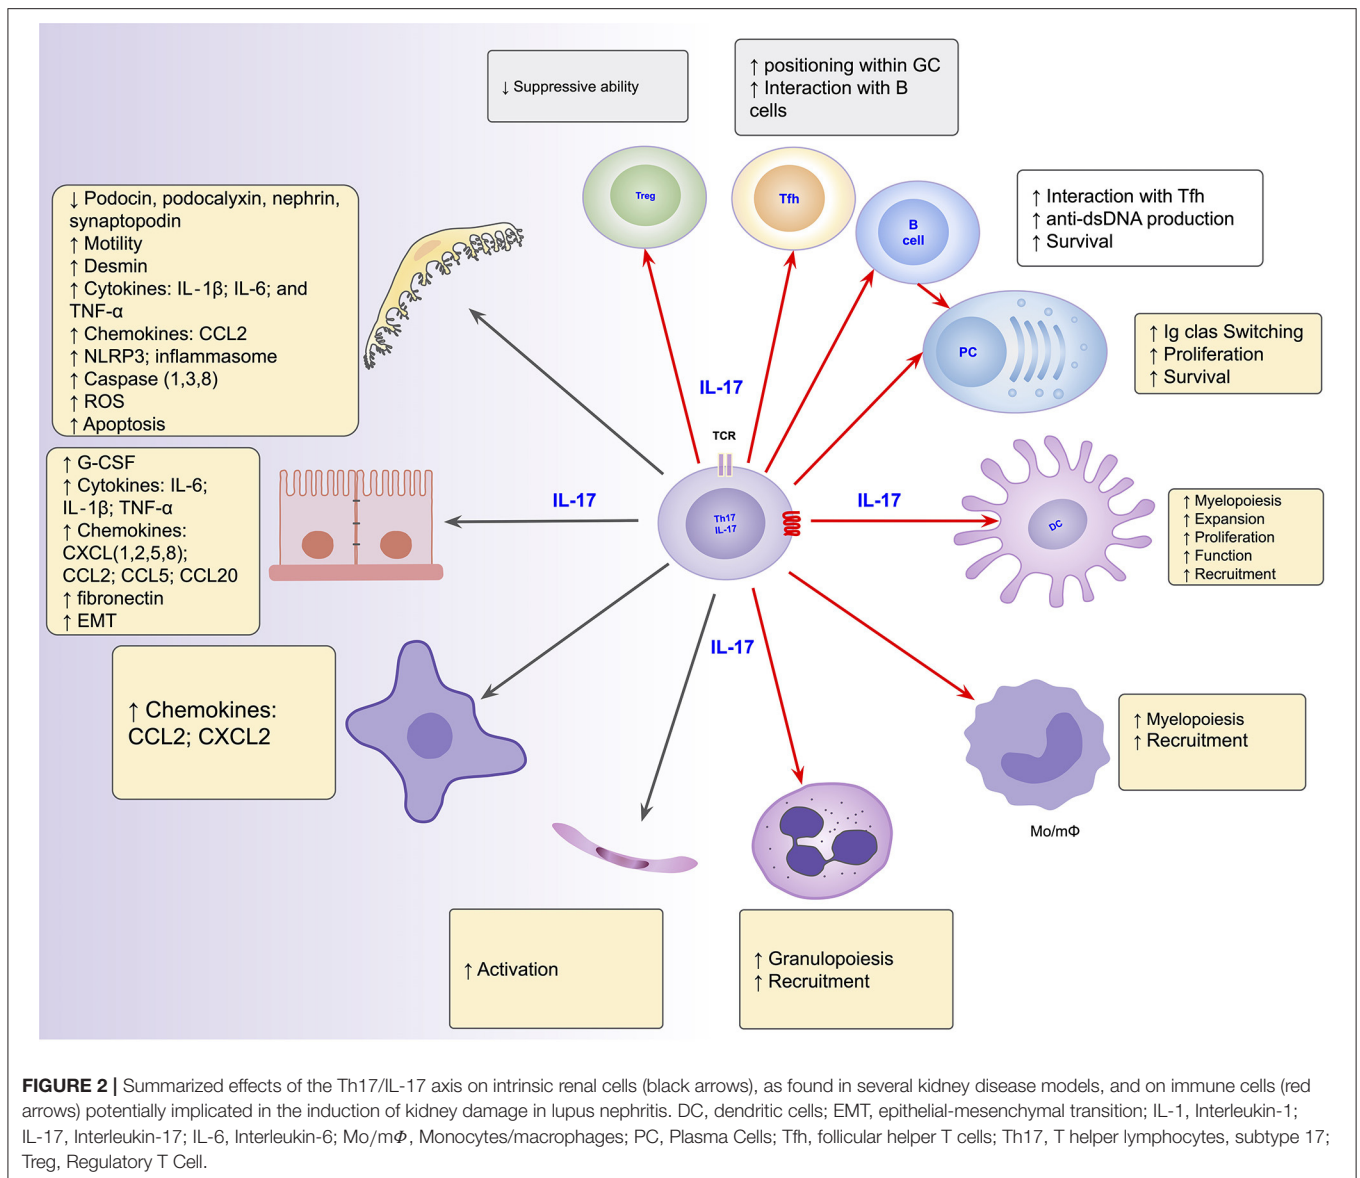 ↓ Suppressive ability
↑ positioning within GC
↑ Interaction with B
cells
Treg
Tfh
B
cell
↑ Interaction with Tfh
↑ anti-dsDNA production
↑ Survival
↓ Podocin, podocalyxin, nephrin,
synaptopodin
↑ Motility
↑ Desmin
↑ Cytokines: IL-1β; IL-6; and
TNF-α
↑ Chemokines: CCL2
↑ NLRP3; inflammasome
↑ Caspase (1,3,8)
↑ ROS
↑ Apoptosis
PC
↑ Ig clas Switching
↑ Proliferation
↑ Survival
IL-17
TCR
↑ G-CSF
↑ Cytokines: IL-6;
IL-1β; TNF-α
↑ Chemokines:
CXCL(1,2,5,8);
CCL2; CCL5; CCL20
↑ fibronectin
↑ EMT
IL-17
Th17
IL-17
IL-17
DC
↑ Myelopoiesis
↑ Expansion
↑ Proliferation
↑ Function
↑ Recruitment
IL-17
↑ Chemokines:
CCL2; CXCL2
↑ Myelopoiesis
↑ Recruitment
Mo/mΦ
↑ Activation
↑ Granulopoiesis
↑ Recruitment
FIGURE 2 | Summarized effects of the Th17/IL-17 axis on intrinsic renal cells (black arrows), as found in several kidney disease models, and on immune cells (red
arrows) potentially implicated in the induction of kidney damage in lupus nephritis. DC, dendritic cells; EMT, epithelial-mesenchymal transition; IL-1, Interleukin-1;
IL-17, Interleukin-17; IL-6, Interleukin-6; Mo/mΦ, Monocytes/macrophages; PC, Plasma Cells; Tfh, follicular helper T cells; Th17, T helper lymphocytes, subtype 17;
Treg, Regulatory T Cell.